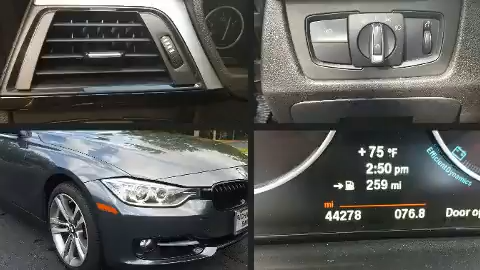 +75 °F
2:50 pm
→ 259 mi
EfficientDynamics
mi
44278 076.8 Door op